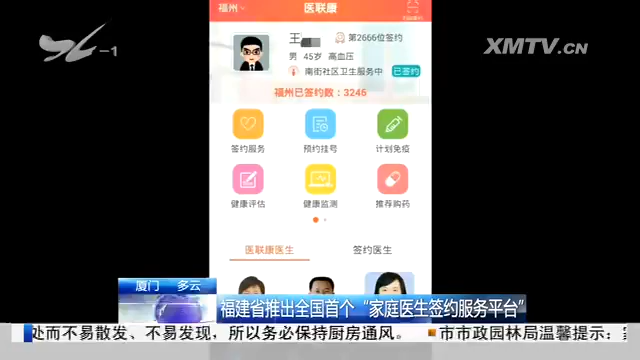 福州
医联康
-1
XMTV.CN
王
第2666位签约
男 45岁 高血压
南街社区卫生服务中
已签约
福州已签约数：3246
签约服务
预约挂号
计划免疫
健康评估
健康监测
推荐购药
医联康医生
签约医生
厦门 多云
福建省推出全国首个“家庭医生签约服务平台”
处而不易散发、不易发现，所以务必保持厨房通风。
市市政园林局温馨提示：